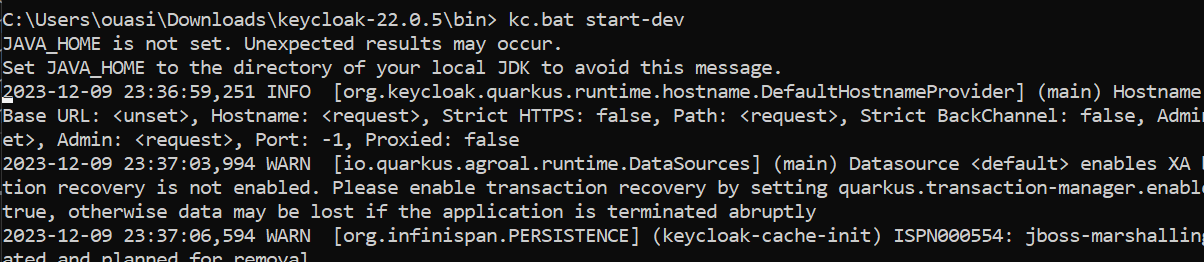 C:\Users\ouasi\Downloads\keycloak-22.0.5\bin> kc.bat start-dev
JAVA_HOME is not set. Unexpected results may occur.
Set JAVA_HOME to the directory of your local JDK to avoid this message.
2023-12-09 23:36:59,251 INFO  [org.keycloak.quarkus.runtime.hostname.DefaultHostnameProvider] (main) Hostname
Base URL: <unset>, Hostname: <request>, Strict HTTPS: false, Path: <request>, Strict BackChannel: false, Admi
et>, Admin: <request>, Port: -1, Proxied: false
2023-12-09 23:37:03,994 WARN  [io.quarkus.agroal.runtime.DataSources] (main) Datasource <default> enables XA
tion recovery is not enabled. Please enable transaction recovery by setting quarkus.transaction-manager.enable
true, otherwise data may be lost if the application is terminated abruptly
2023-12-09 23:37:06,594 WARN  [org.infinispan.PERSISTENCE] (keycloak-cache-init) ISPN000554: jboss-marshalling
ated and planned for removal